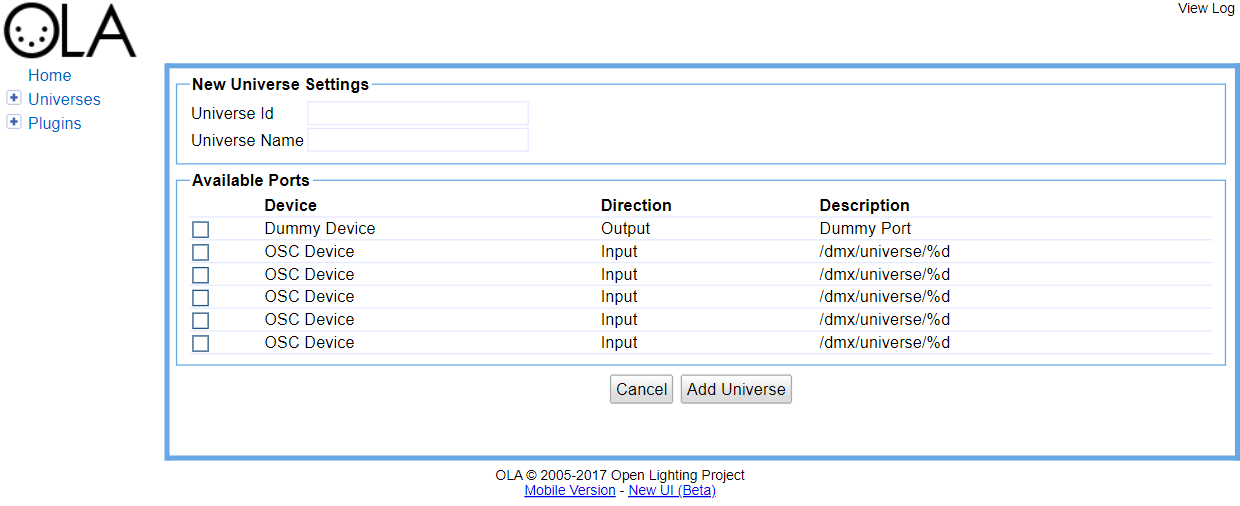 OLA
View Log
Home
Universes
Plugins
New Universe Settings
Universe Id
Universe Name
Available Ports
Device Direction Description
Dummy Device Output Dummy Port
OSC Device Input /dmx/universe/%d
OSC Device Input /dmx/universe/%d
OSC Device Input /dmx/universe/%d
OSC Device Input /dmx/universe/%d
OSC Device Input /dmx/universe/%d
Cancel Add Universe
OLA © 2005-2017 Open Lighting Project
Mobile Version - New UI (Beta)